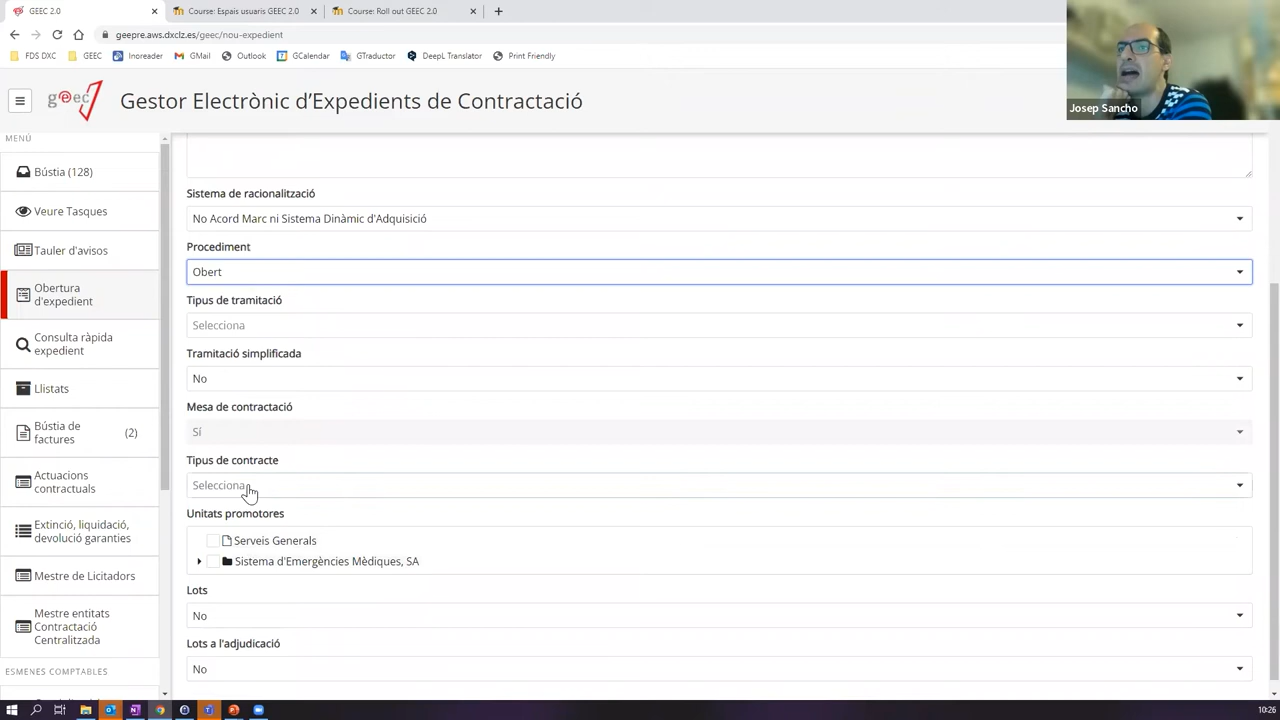 GEEC 2.0
Course: Espais usuaris GEEC 2.0
Course: Roll out GEEC 2.0
geepre.aws.dxclz.es/geec/nou-expedient
FDS DXC
GEEC
Inoreader
GMail
Outlook
GCalendar
GTraductor
DeepL Translator
Print Friendly
Josep Sancho
geec
Gestor Electrònic d'Expedients de Contractació
MENÚ
Bústia (128)
Veure Tasques
Tauler d'avisos
Obertura
d'expedient
Consulta ràpida
expedient
Llistats
Bústia de
factures
(2)
Actuacions
contractuals
Extinció, liquidació,
devolució garanties
Mestre de Licitadors
Mestre entitats
Contractació
Centralitzada
ESMENES COMPTABLES
Sistema de racionalització
No Acord Marc ni Sistema Dinàmic d'Adquisició
Procediment
Obert
Tipus de tramitació
Selecciona
Tramitació simplificada
No
Mesa de contractació
Sí
Tipus de contracte
Selecciona
Unitats promotores
Serveis Generals
Sistema d'Emergències Mèdiques, SA
Lots
No
Lots a l'adjudicació
No
10:26